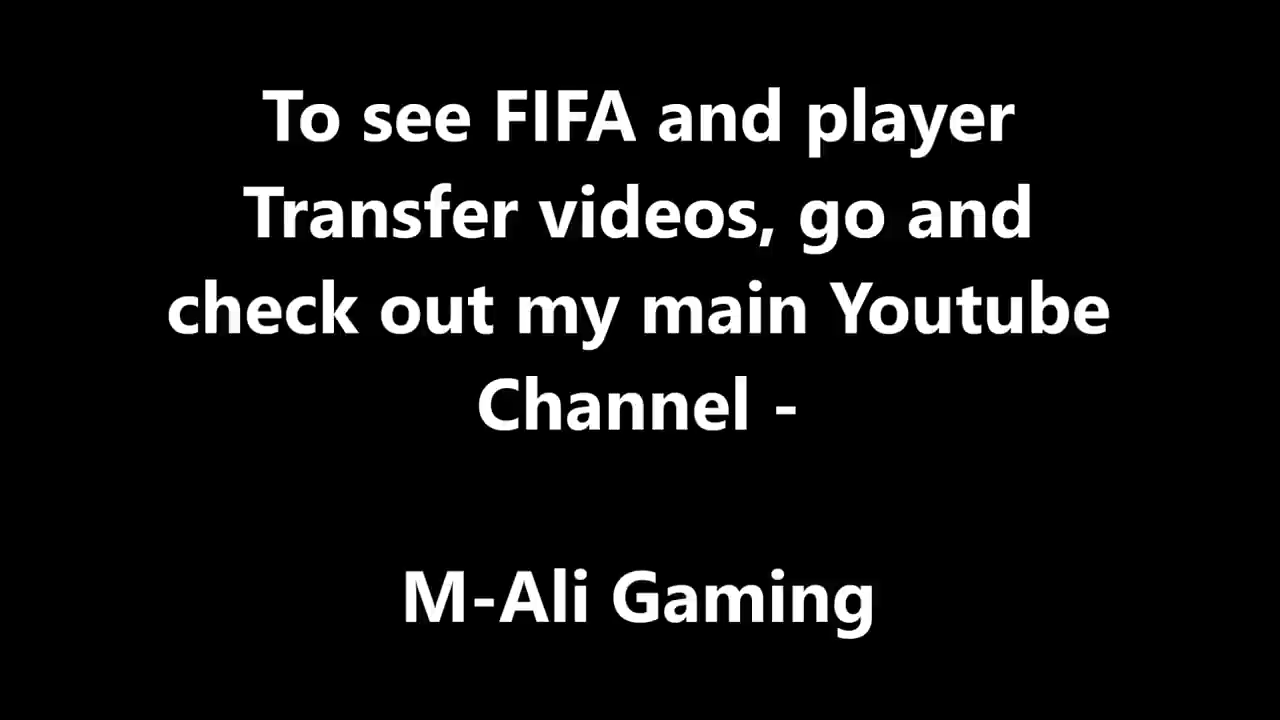 To see FIFA and player
Transfer videos, go and
check out my main Youtube
Channel -
M-Ali Gaming